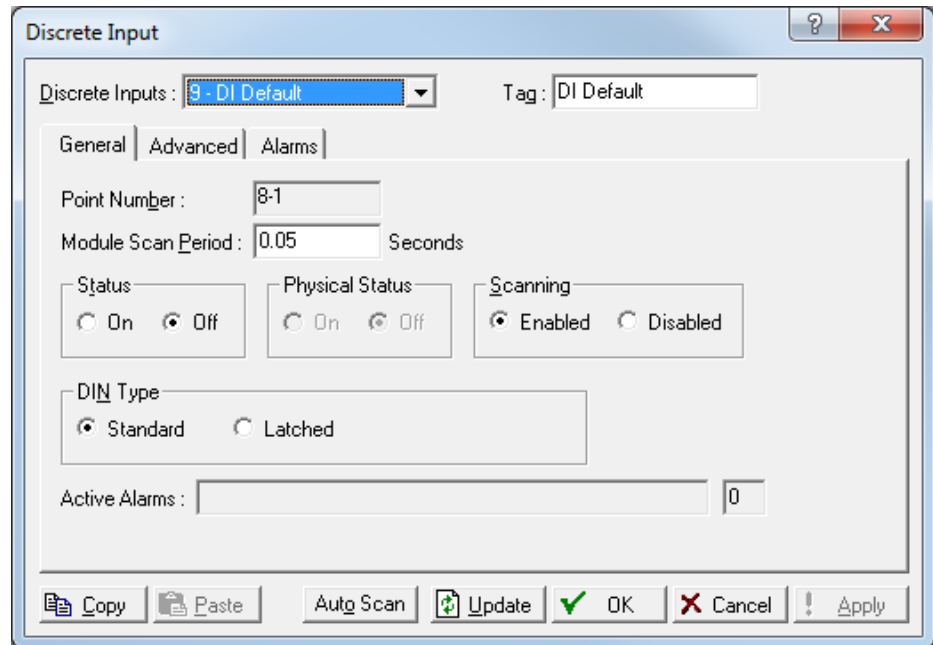 Discrete Input
Discrete Inputs : 9 - DI Default Tag : DI Default
General Advanced Alarms
Point Number : 8-1
Module Scan Period : 0.05 Seconds
Status Physical Status Scanning
On Off On Off Enabled Disabled
DIN Type
Standard Latched
Active Alarms : 0
Copy Paste Auto Scan Update OK Cancel ! Apply